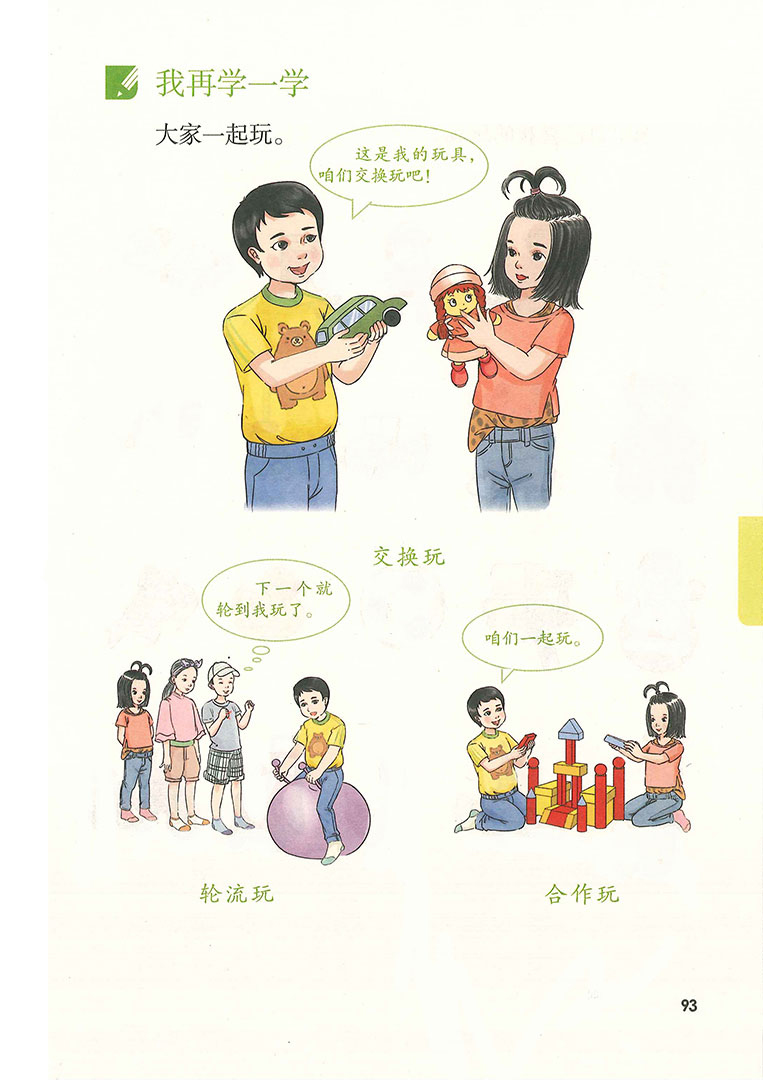 我再学一学
大家一起玩。
这是我的玩具，
咱们交换玩吧！
交换玩
下一个就
轮到我玩了。
咱们一起玩。
轮流玩
合作玩
93